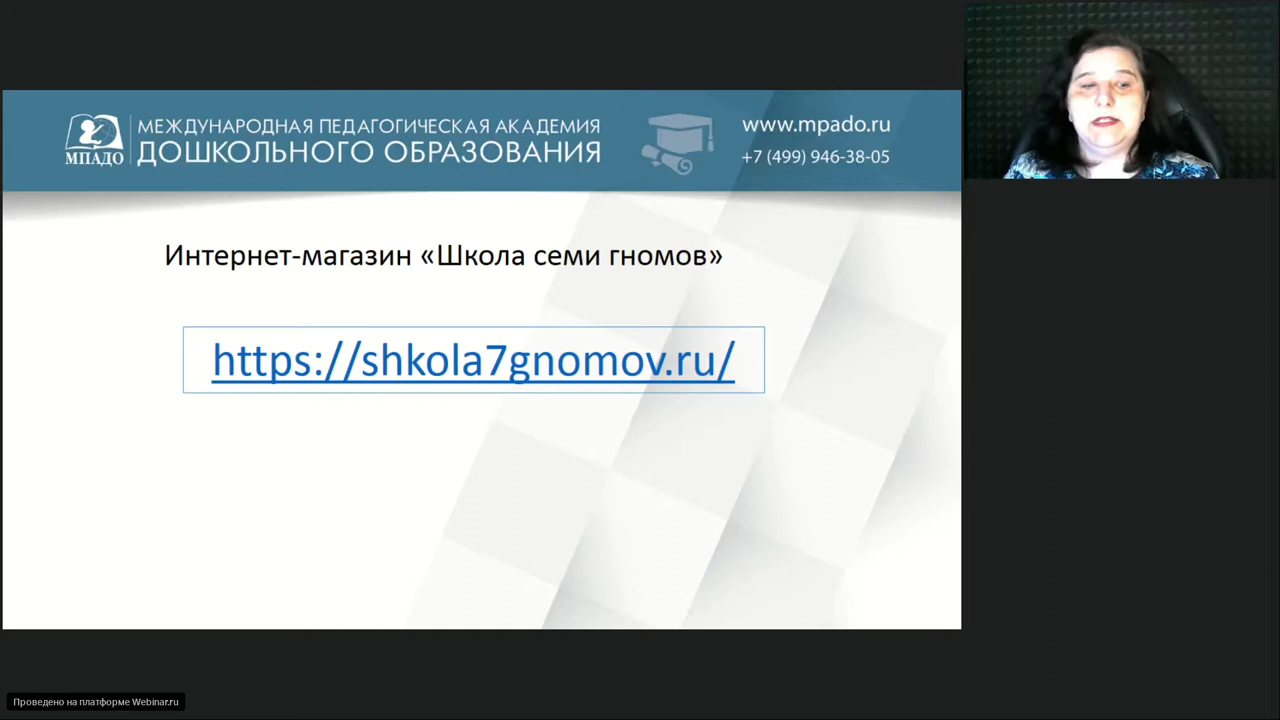 МПАДО
МЕЖДУНАРОДНАЯ ПЕДАГОГИЧЕСКАЯ АКАДЕМИЯ
ДОШКОЛЬНОГО ОБРАЗОВАНИЯ
www.mpado.ru
+7 (499) 946-38-05
Интернет-магазин «Школа семи гномов»
https://shkola7gnomov.ru/
Проведено на платформе Webinar.ru